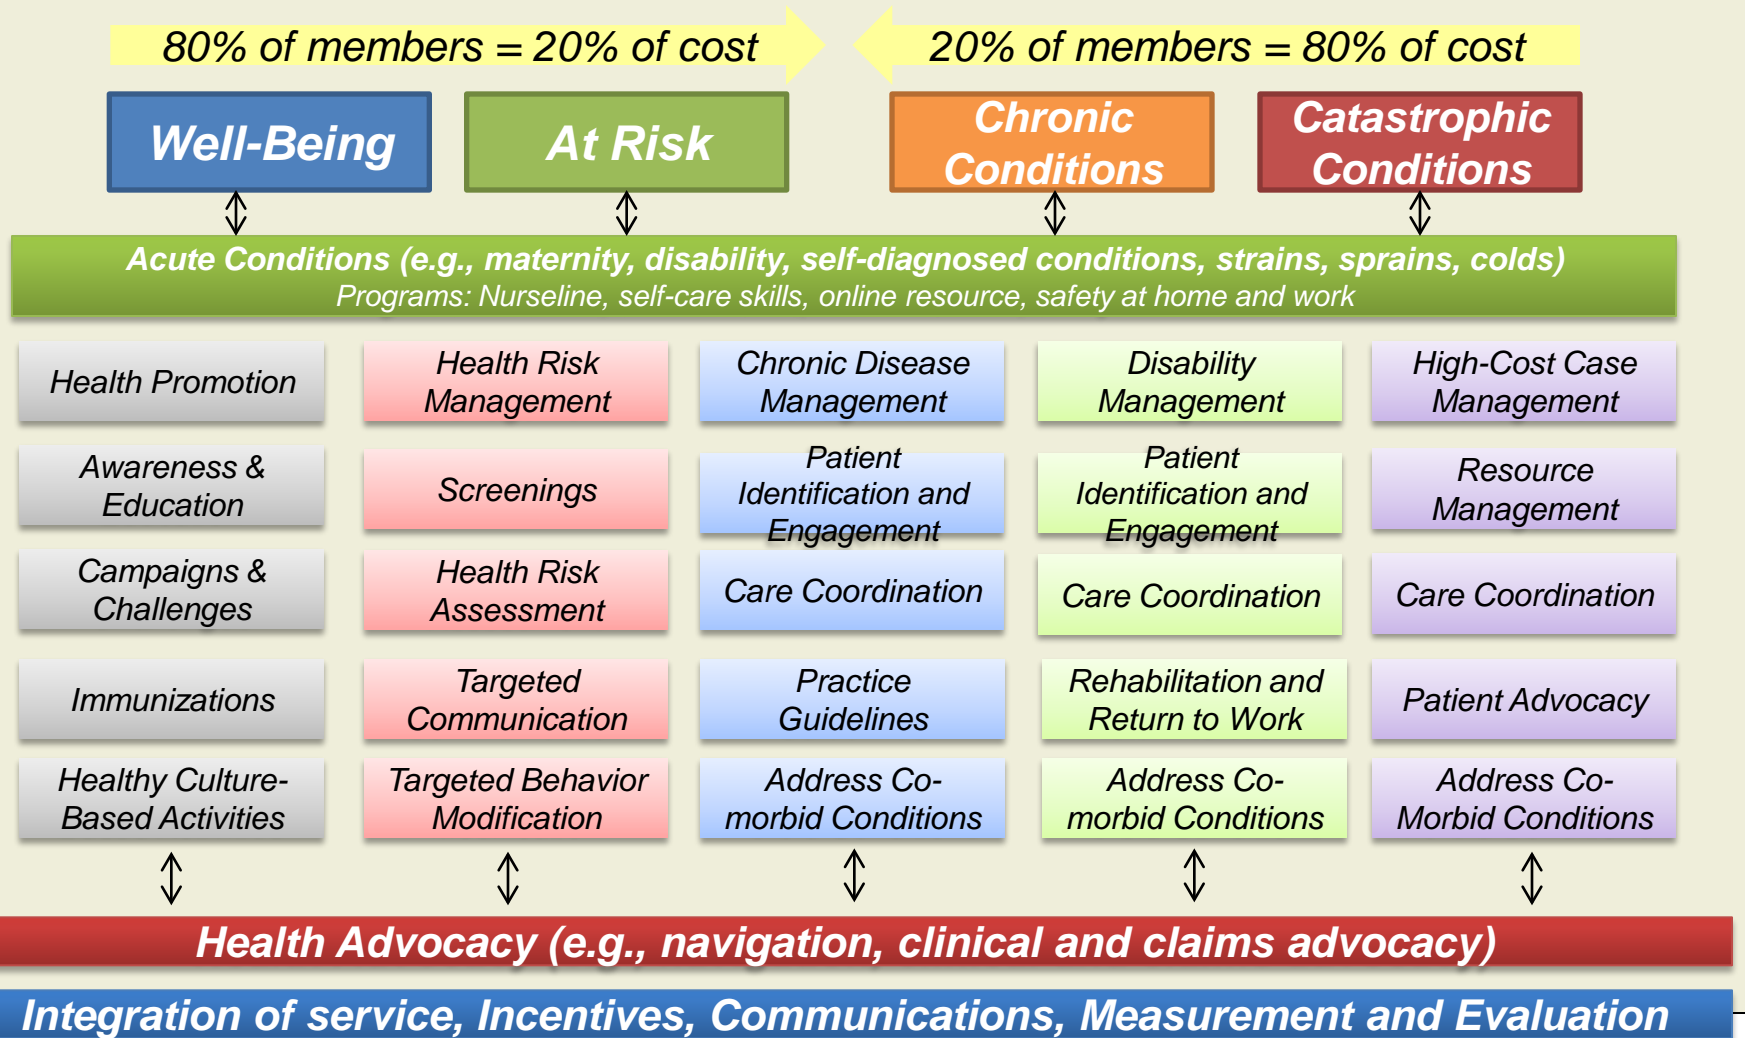 80% of members = 20% of cost
20% of members = 80% of cost
Well-Being
At Risk
Chronic
Conditions
Catastrophic
Conditions
Acute Conditions (e.g., maternity, disability, self-diagnosed conditions, strains, sprains, colds)
Programs: Nurseline, self-care skills, online resource, safety at home and work
Health Promotion
Health Risk
Management
Chronic Disease
Management
Disability
Management
High-Cost Case
Management
Awareness &
Education
Screenings
Patient
Identification and
Engagement
Patient
Identification and
Engagement
Resource
Management
Campaigns &
Challenges
Health Risk
Assessment
Care Coordination
Care Coordination
Care Coordination
Immunizations
Targeted
Communication
Practice
Guidelines
Rehabilitation and
Return to Work
Patient Advocacy
Healthy Culture-
Based Activities
Targeted Behavior
Modification
Address Co-
morbid Conditions
Address Co-
morbid Conditions
Address Co-
Morbid Conditions
Health Advocacy (e.g., navigation, clinical and claims advocacy)
Integration of service, Incentives, Communications, Measurement and Evaluation